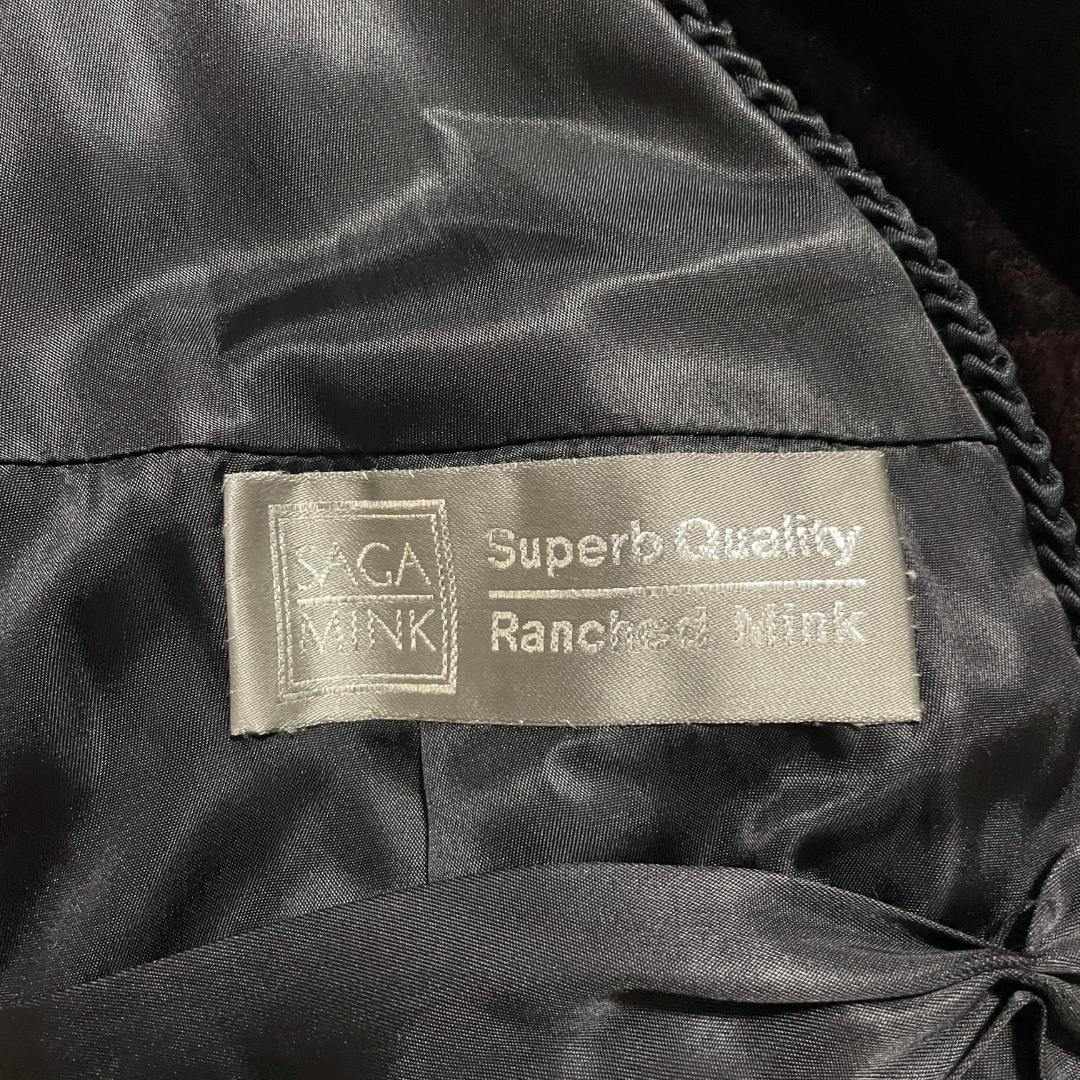 SAGA
MINK
Superb Quality
Ranched Mink